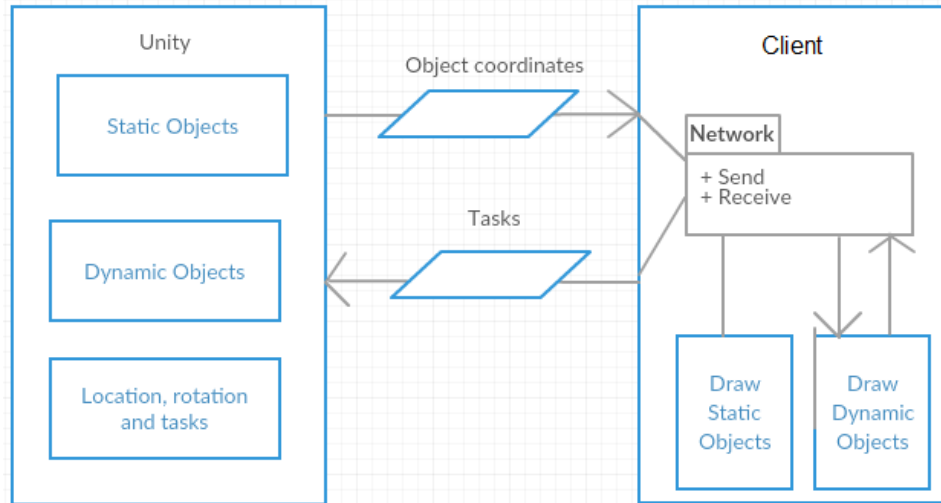 Unity
Static Objects
Dynamic Objects
Location, rotation
and tasks
Object coordinates
Tasks
Client
Network
+ Send
+ Receive
Draw
Static
Objects
Draw
Dynamic
Objects